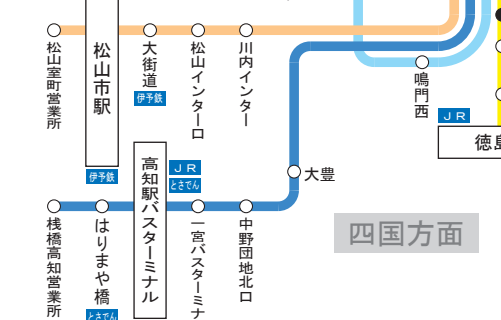 松山室町営業所
松山市駅
伊予鉄
大街道
伊予鉄
松山インター口
川内インター
鳴門西
JR
徳島
大豊
四国方面
桟橋高知営業所
はりまや橋
とさでん
高知駅バスターミナル
JR
とさでん
一宮バスターミナ
中野団地北口